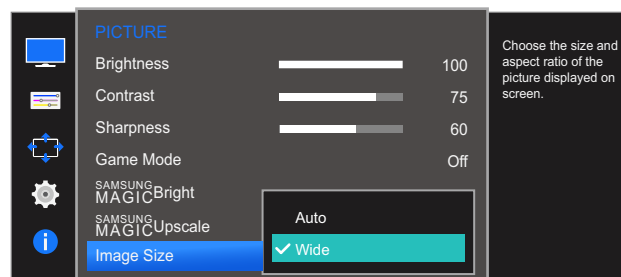 PICTURE
Brightness 100
Contrast 75
Sharpness 60
Game Mode Off
SAMSUNG
MAGICBright
SAMSUNG
MAGICUpscale
Image Size
Auto
Wide
Choose the size and
aspect ratio of the
picture displayed on
screen.